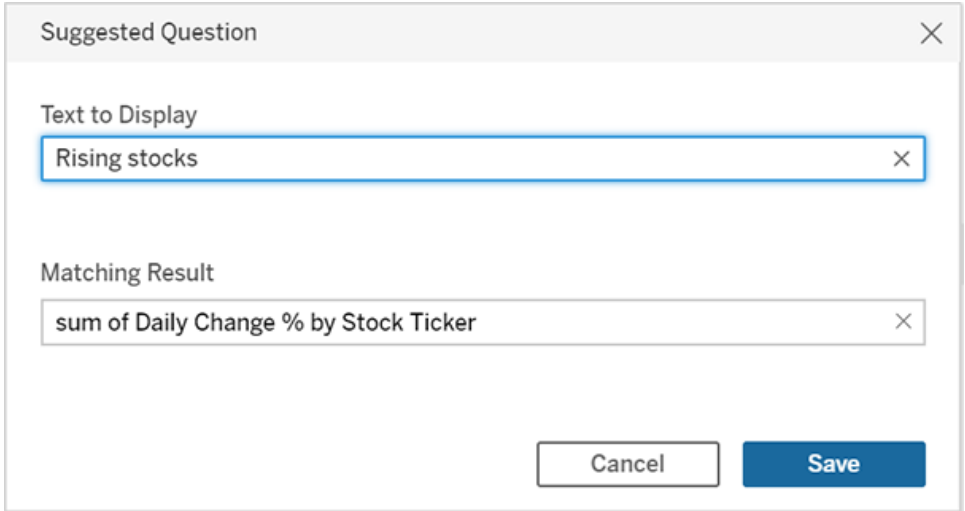 Suggested Question
Text to Display
Rising stocks
Matching Result
sum of Daily Change % by Stock Ticker
Cancel
Save